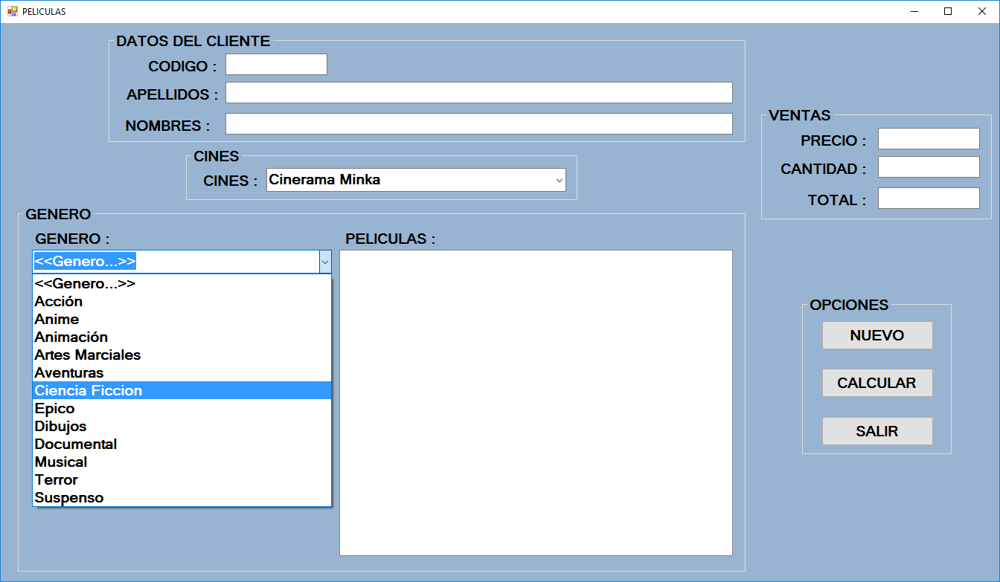 PELICULAS
DATOS DEL CLIENTE
CODIGO :
APELLIDOS :
NOMBRES :
CINES
CINES : Cinerama Minka
VENTAS
PRECIO :
CANTIDAD :
TOTAL :
GENERO
GENERO :
<<Genero...>>
<<Genero...>>
Acción
Anime
Animación
Artes Marciales
Aventuras
Ciencia Ficcion
Epico
Dibujos
Documental
Musical
Terror
Suspenso
PELICULAS :
OPCIONES
NUEVO
CALCULAR
SALIR